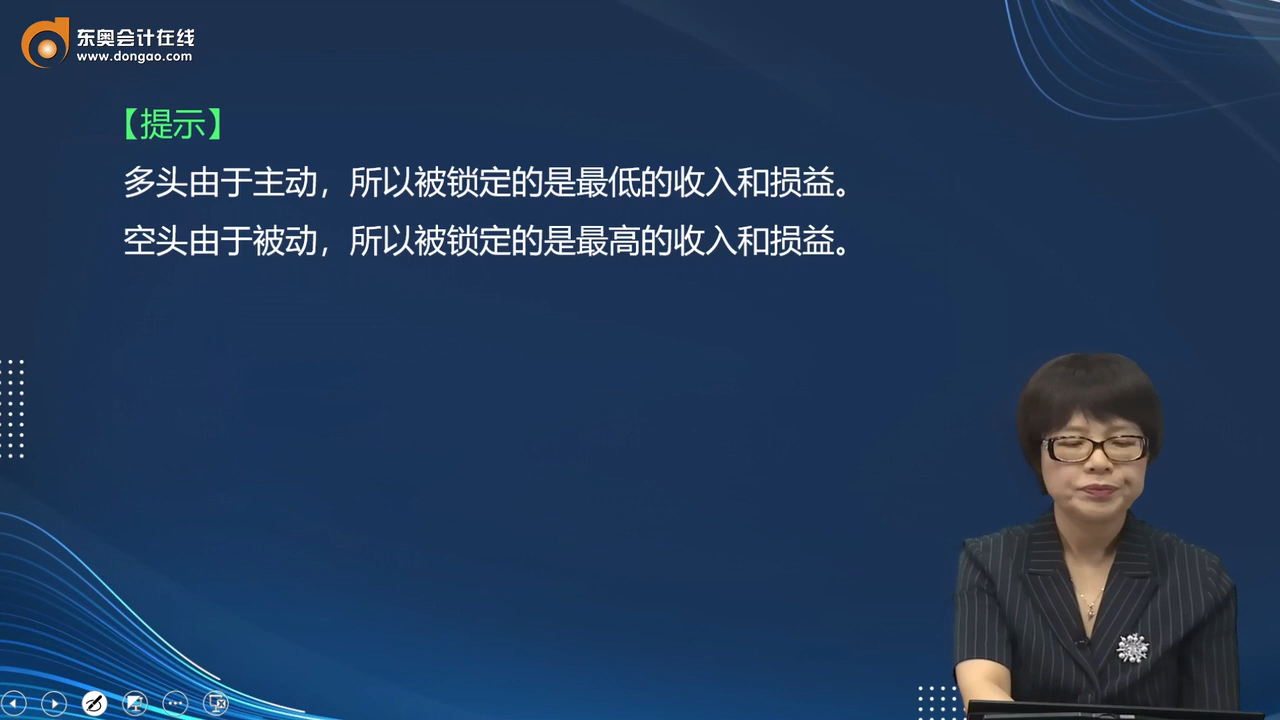 东奥会计在线
www.dongao.com
【提示】
多头由于主动，所以被锁定的是最低的收入和损益。
空头由于被动，所以被锁定的是最高的收入和损益。